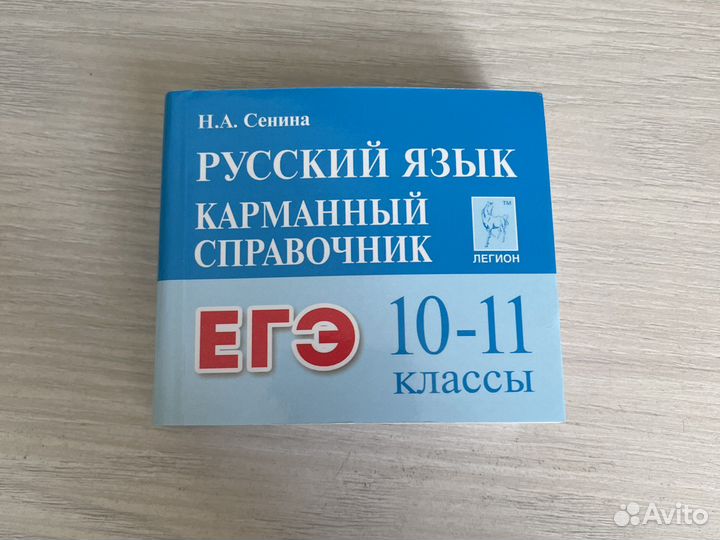 Н.А. Сенина
РУССКИЙ ЯЗЫК
КАРМАННЫЙ
СПРАВОЧНИК
TM
ЛЕГИОН
ЕГЭ
10-11
классы
Avito